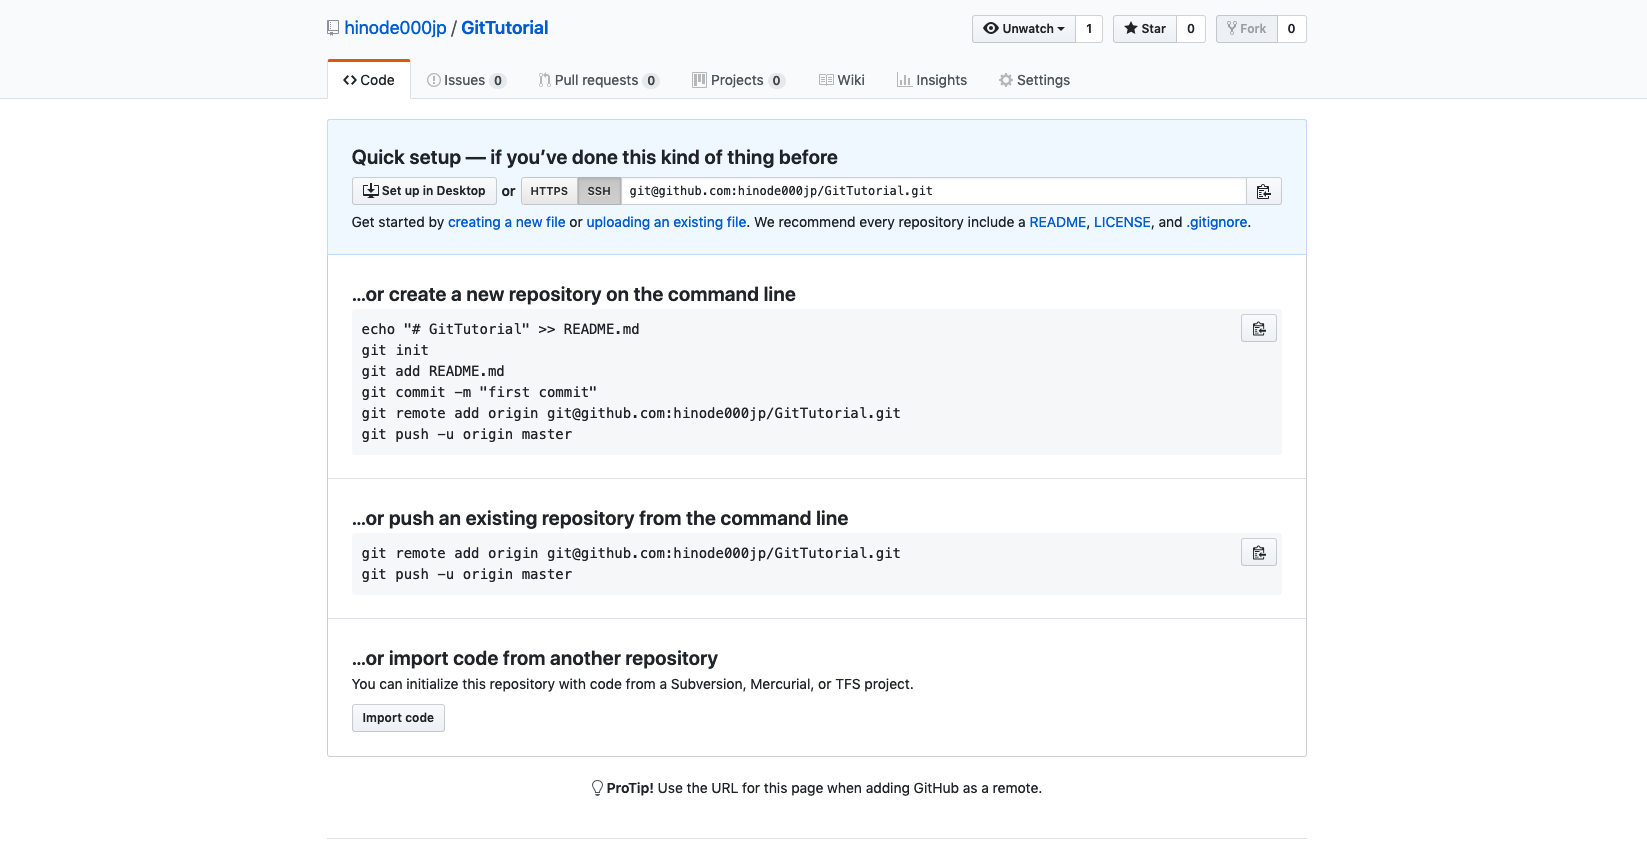 hinode000jp / GitTutorial
Unwatch 1 Star 0 Fork 0
Code Issues 0 Pull requests 0 Projects 0 Wiki Insights Settings
Quick setup — if you’ve done this kind of thing before
Set up in Desktop or HTTPS SSH git@github.com:hinode000jp/GitTutorial.git
Get started by creating a new file or uploading an existing file. We recommend every repository include a README, LICENSE, and .gitignore.
…or create a new repository on the command line
echo "# GitTutorial" >> README.md
git init
git add README.md
git commit -m "first commit"
git remote add origin git@github.com:hinode000jp/GitTutorial.git
git push -u origin master
…or push an existing repository from the command line
git remote add origin git@github.com:hinode000jp/GitTutorial.git
git push -u origin master
…or import code from another repository
You can initialize this repository with code from a Subversion, Mercurial, or TFS project.
Import code
ProTip! Use the URL for this page when adding GitHub as a remote.